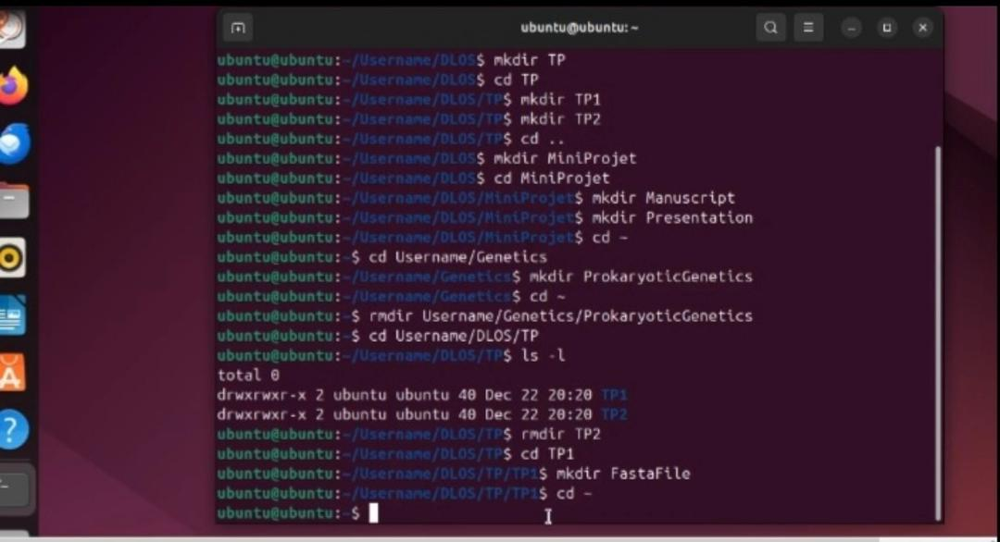 ubuntu@ubuntu: ~
ubuntu@ubuntu:~/Username/DLOS$ mkdir TP
ubuntu@ubuntu:~/Username/DLOS$ cd TP
ubuntu@ubuntu:~/Username/DLOS/TP$ mkdir TP1
ubuntu@ubuntu:~/Username/DLOS/TP$ mkdir TP2
ubuntu@ubuntu:~/Username/DLOS/TP$ cd ..
ubuntu@ubuntu:~/Username/DLOS$ mkdir MiniProjet
ubuntu@ubuntu:~/Username/DLOS$ cd MiniProjet
ubuntu@ubuntu:~/Username/DLOS/MiniProjet$ mkdir Manuscript
ubuntu@ubuntu:~/Username/DLOS/MiniProjet$ mkdir Presentation
ubuntu@ubuntu:~/Username/DLOS/MiniProjet$ cd ~
ubuntu@ubuntu:~$ cd Username/Genetics
ubuntu@ubuntu:~/Username/Genetics$ mkdir ProkaryoticGenetics
ubuntu@ubuntu:~/Username/Genetics$ cd ~
ubuntu@ubuntu:~$ rmdir Username/Genetics/ProkaryoticGenetics
ubuntu@ubuntu:~$ cd Username/DLOS/TP
ubuntu@ubuntu:~/Username/DLOS/TP$ ls -l
total 0
drwxrwxr-x 2 ubuntu ubuntu 40 Dec 22 20:20 TP1
drwxrwxr-x 2 ubuntu ubuntu 40 Dec 22 20:20 TP2
ubuntu@ubuntu:~/Username/DLOS/TP$ rmdir TP2
ubuntu@ubuntu:~/Username/DLOS/TP$ cd TP1
ubuntu@ubuntu:~/Username/DLOS/TP/TP1$ mkdir FastaFile
ubuntu@ubuntu:~/Username/DLOS/TP/TP1$ cd ~
ubuntu@ubuntu:~$